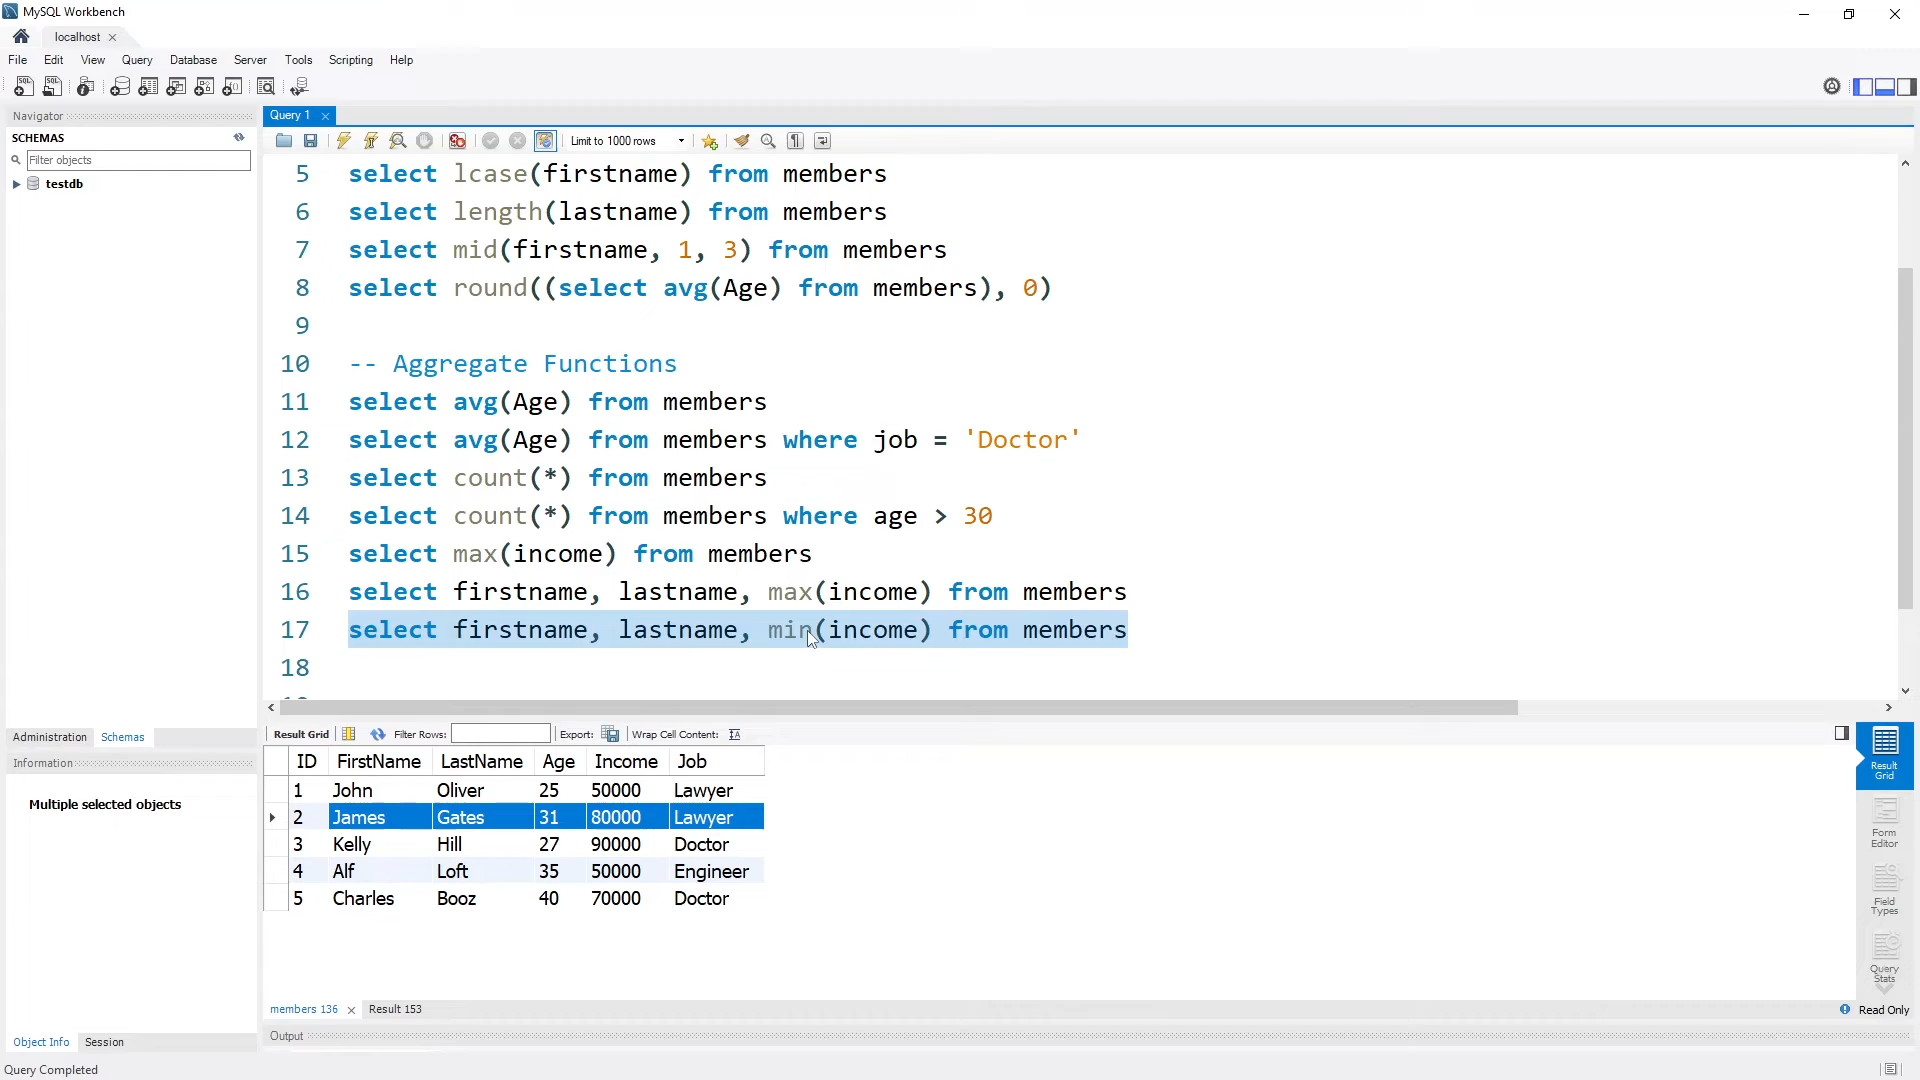 MySQL Workbench
localhost
File Edit View Query Database Server Tools Scripting Help
Navigator
SCHEMAS
Filter objects
testdb
Query 1
Limit to 1000 rows
5 select lcase(firstname) from members
6 select length(lastname) from members
7 select mid(firstname, 1, 3) from members
8 select round((select avg(Age) from members), 0)
9
10 -- Aggregate Functions
11 select avg(Age) from members
12 select avg(Age) from members where job = 'Doctor'
13 select count(*) from members
14 select count(*) from members where age > 30
15 select max(income) from members
16 select firstname, lastname, max(income) from members
17 select firstname, lastname, min(income) from members
18
Administration Schemas
Information
Multiple selected objects
Result Grid Filter Rows: Export: Wrap Cell Content:
ID FirstName LastName Age Income Job
1 John Oliver 25 50000 Lawyer
2 James Gates 31 80000 Lawyer
3 Kelly Hill 27 90000 Doctor
4 Alf Loft 35 50000 Engineer
5 Charles Booz 40 70000 Doctor
Result
Grid
Form
Editor
Field
Types
Query
Stats
members 136 Result 153
Read Only
Output
Object Info Session
Query Completed